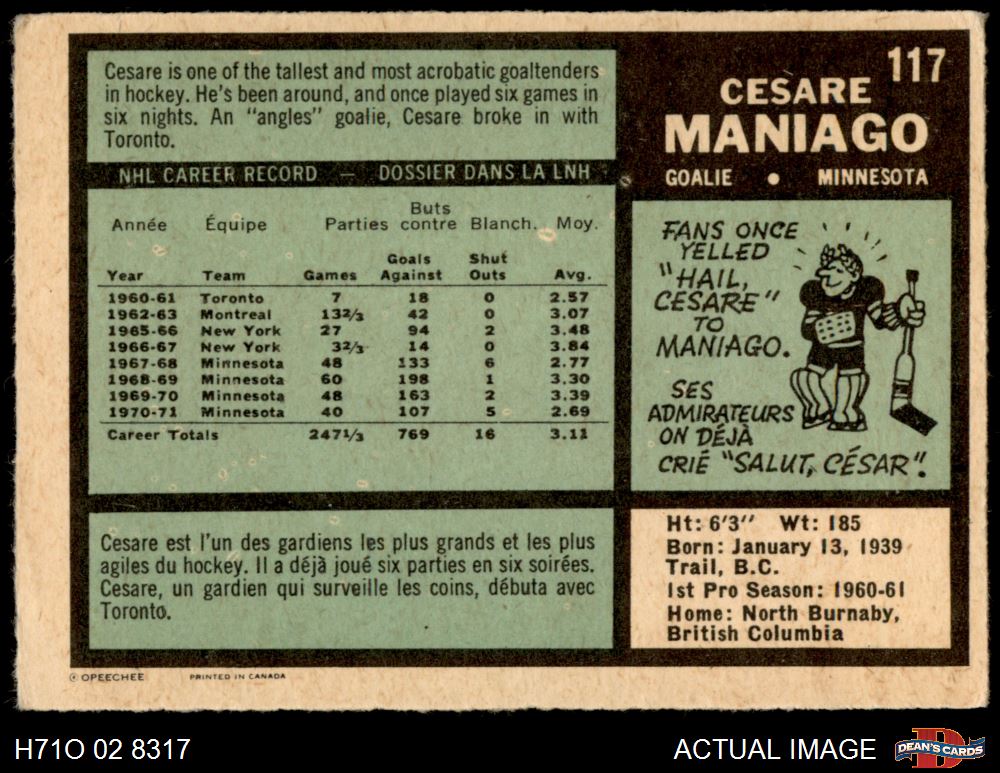 Cesare is one of the tallest and most acrobatic goaltenders
in hockey. He's been around, and once played six games in
six nights. An "angles" goalie, Cesare broke in with
Toronto.
117
CESARE
MANIAGO
GOALIE • MINNESOTA
NHL CAREER RECORD — DOSSIER DANS LA LNH
Année Équipe Parties Buts contre Blanch. Moy.
Year Team Games Goals Against Shut Outs Avg.
1960-61 Toronto 7 18 0 2.57
1962-63 Montreal 132/3 42 0 3.07
1965-66 New York 27 94 2 3.48
1966-67 New York 32/3 14 0 3.84
1967-68 Minnesota 48 133 6 2.77
1968-69 Minnesota 60 198 1 3.30
1969-70 Minnesota 48 163 2 3.39
1970-71 Minnesota 40 107 5 2.69
Career Totals 2471/3 769 16 3.11
FANS ONCE
YELLED
"HAIL,
CESARE"
TO
MANIAGO.
SES
ADMIRATEURS
ON DÉJÀ
CRIÉ "SALUT, CÉSAR".
Cesare est l'un des gardiens les plus grands et les plus
agiles du hockey. Il a déjà joué six parties en six soirées.
Cesare, un gardien qui surveille les coins, débuta avec
Toronto.
Ht: 6'3" Wt: 185
Born: January 13, 1939
Trail, B.C.
1st Pro Season: 1960-61
Home: North Burnaby,
British Columbia
© OPEECHEE PRINTED IN CANADA
H71O 02 8317
ACTUAL IMAGE
DEAN'S CARDS